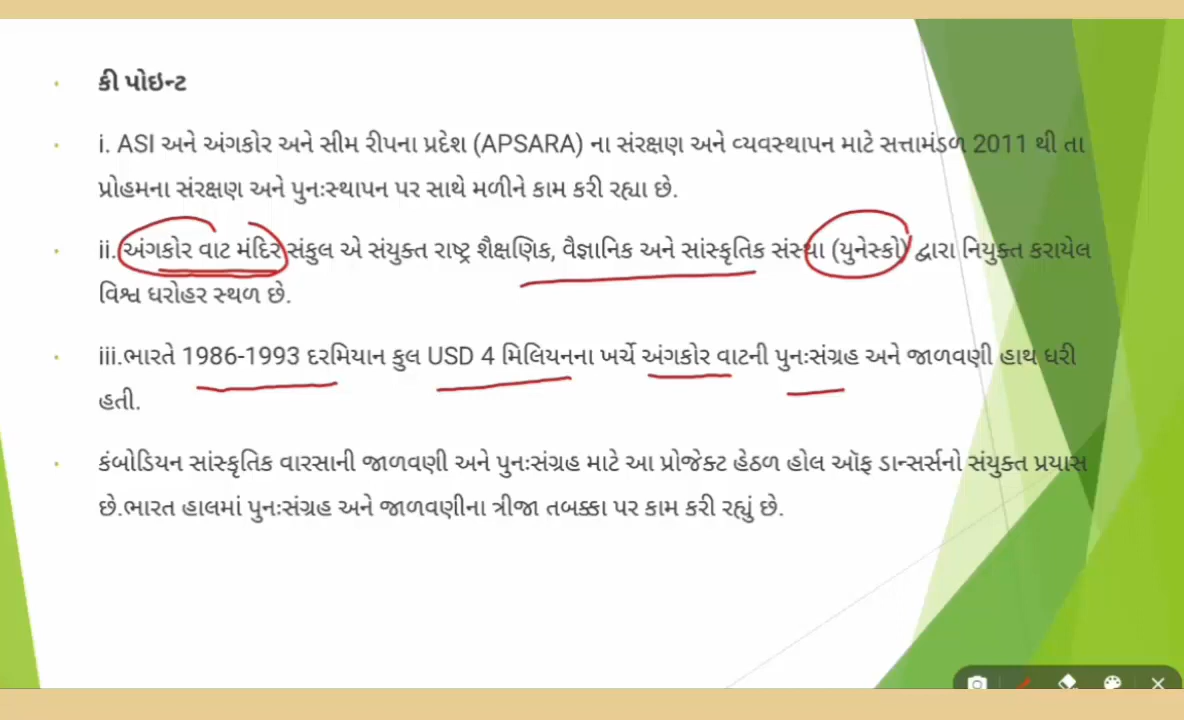 કી પોઇન્ટ
i. ASI અને અંગકોર અને સીમ રીપના પ્રદેશ (APSARA) ના સંરક્ષણ અને વ્યવસ્થાપન માટે સત્તામંડળ 2011 થી તા
પ્રોહમના સંરક્ષણ અને પુનઃસ્થાપન પર સાથે મળીને કામ કરી રહ્યા છે.
ii. અંગકોર વાટ મંદિર સંકુલ એ સંયુક્ત રાષ્ટ્ર શૈક્ષણિક, વૈજ્ઞાનિક અને સાંસ્કૃતિક સંસ્થા (યુનેસ્કો) દ્વારા નિયુક્ત કરાયેલ
વિશ્વ ધરોહર સ્થળ છે.
iii.ભારતે 1986-1993 દરમિયાન કુલ USD 4 મિલિયનના ખર્ચે અંગકોર વાટની પુનઃસંગ્રહ અને જાળવણી હાથ ધરી
હતી.
કંબોડિયન સાંસ્કૃતિક વારસાની જાળવણી અને પુનઃસંગ્રહ માટે આ પ્રોજેક્ટ હેઠળ હોલ ઑફ ડાન્સર્સનો સંયુક્ત પ્રયાસ
છે.ભારત હાલમાં પુનઃસંગ્રહ અને જાળવણીના ત્રીજા તબક્કા પર કામ કરી રહ્યું છે.